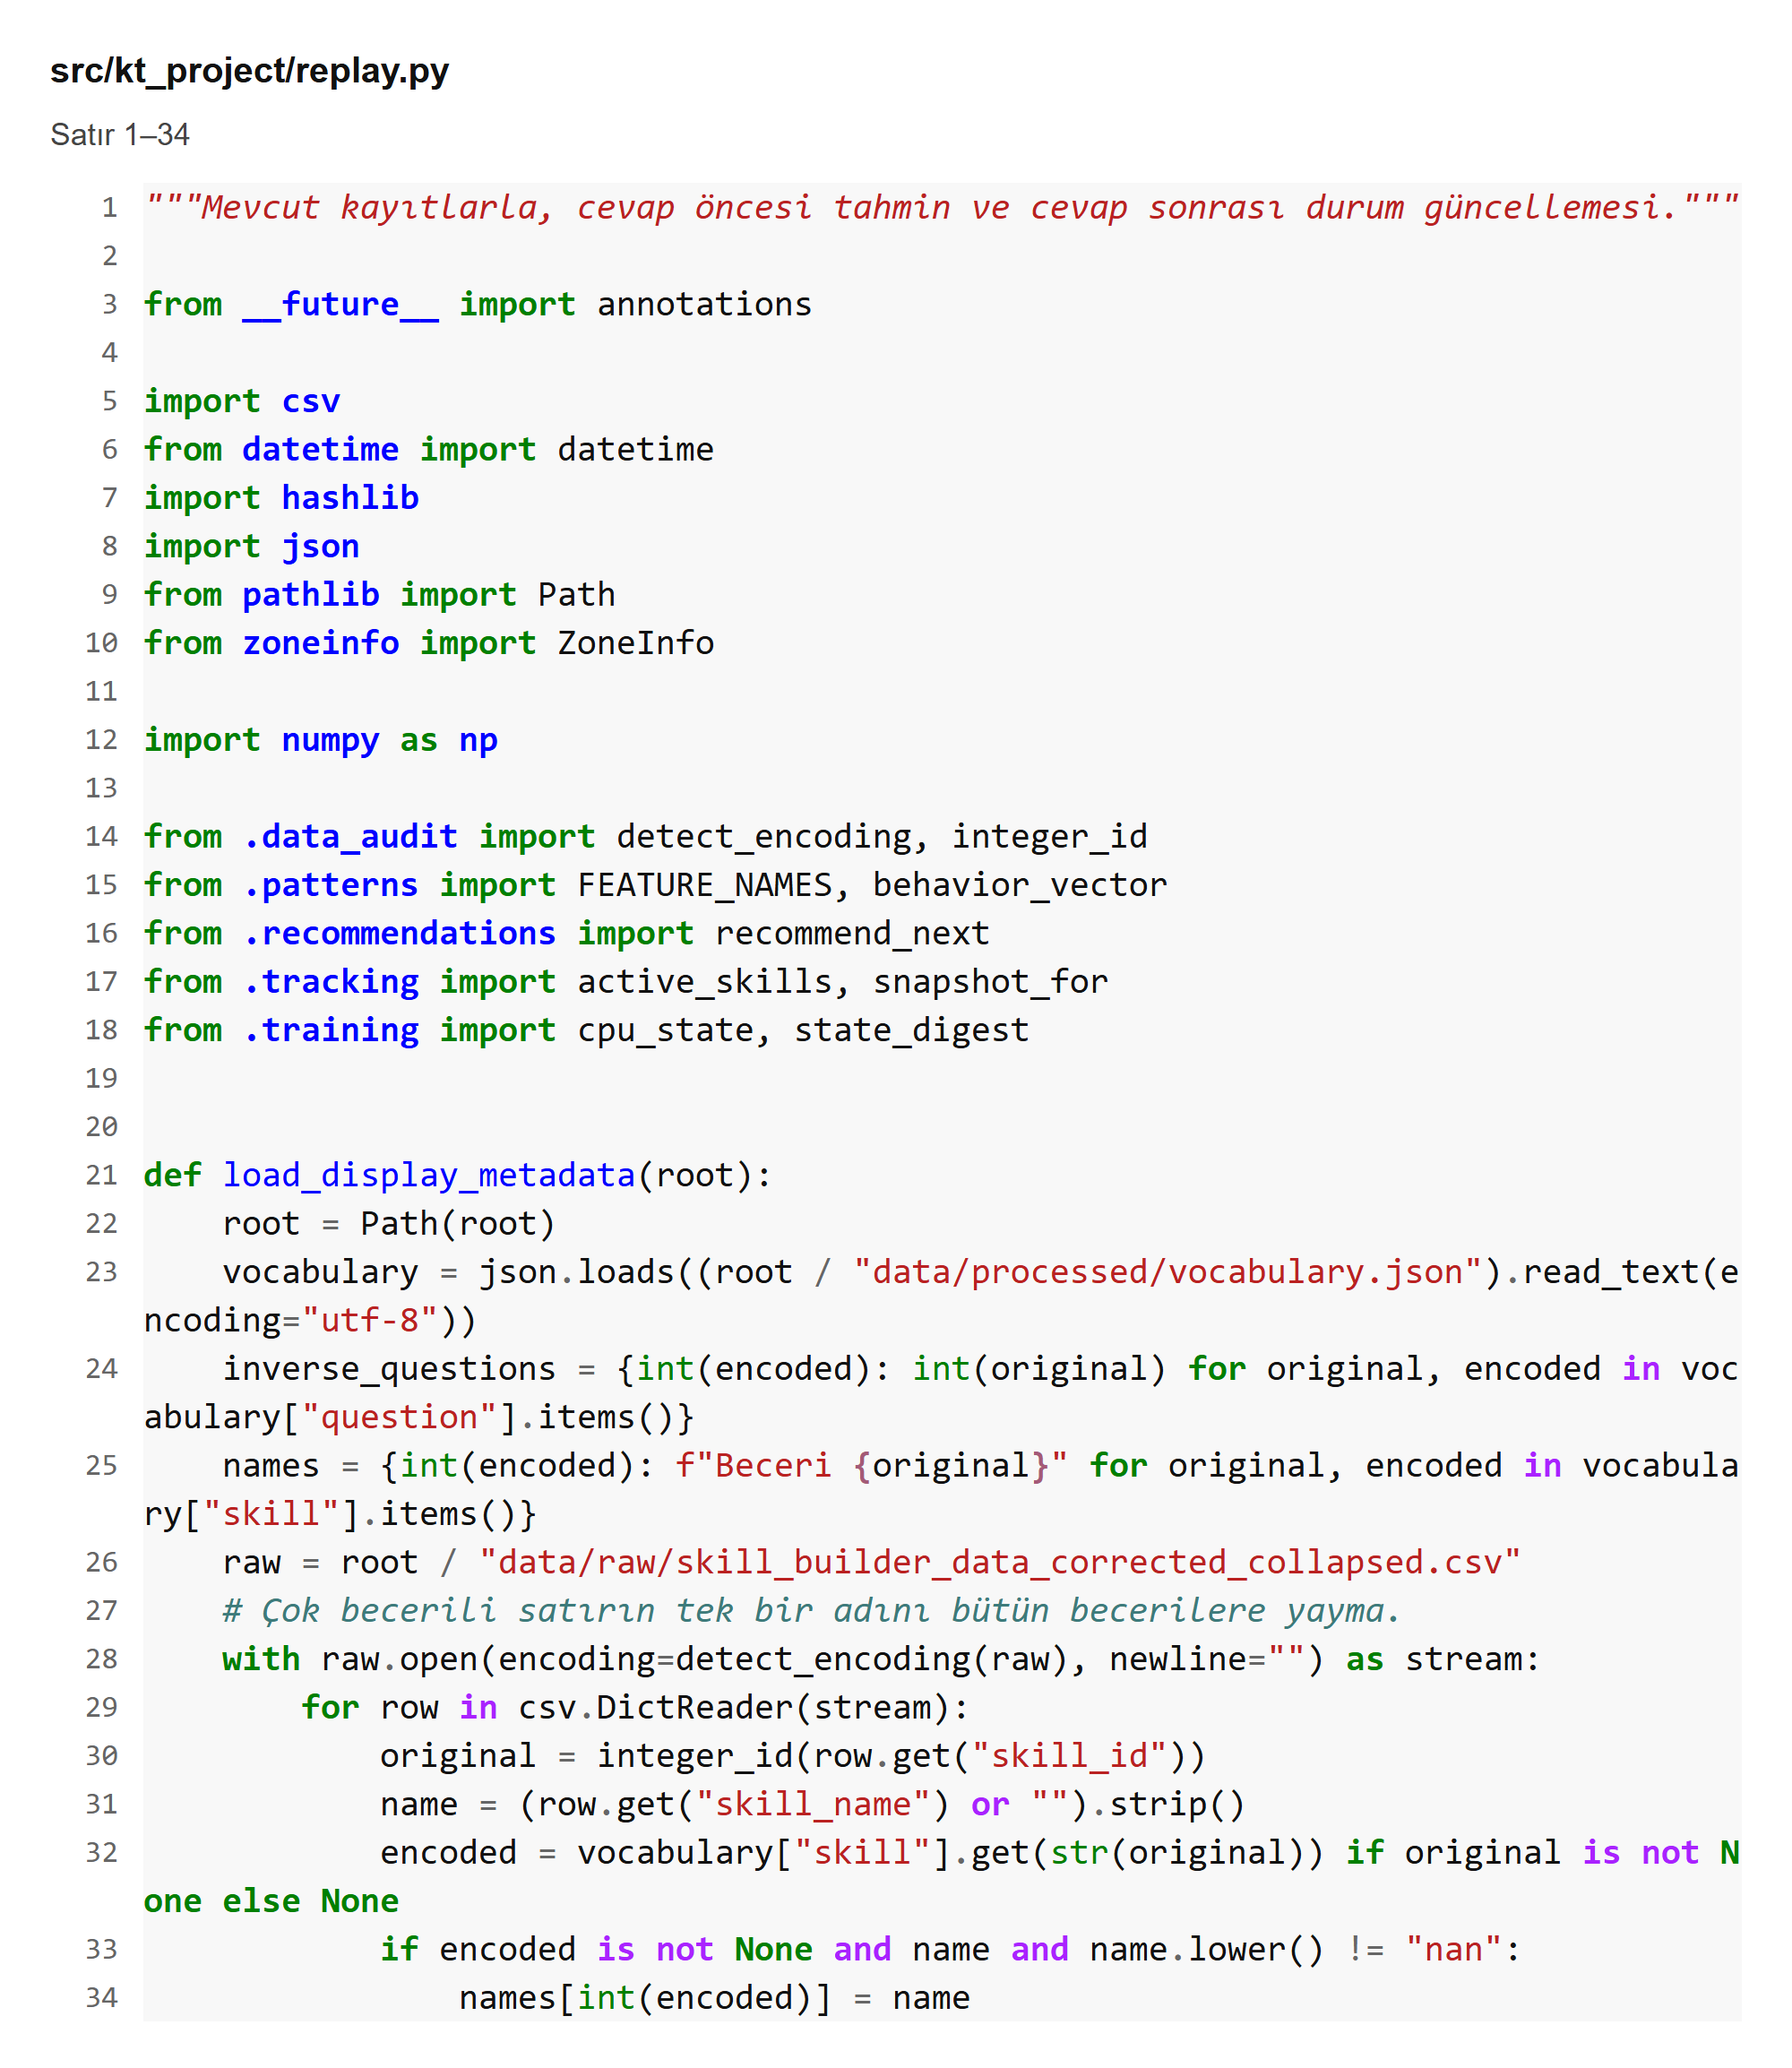 src/kt_project/replay.py
Satır 1–34
1 """Mevcut kayıtlarla, cevap öncesi tahmin ve cevap sonrası durum güncellemesi."""
2
3 from __future__ import annotations
4
5 import csv
6 from datetime import datetime
7 import hashlib
8 import json
9 from pathlib import Path
10 from zoneinfo import ZoneInfo
11
12 import numpy as np
13
14 from .data_audit import detect_encoding, integer_id
15 from .patterns import FEATURE_NAMES, behavior_vector
16 from .recommendations import recommend_next
17 from .tracking import active_skills, snapshot_for
18 from .training import cpu_state, state_digest
19
20
21 def load_display_metadata(root):
22     root = Path(root)
23     vocabulary = json.loads((root / "data/processed/vocabulary.json").read_text(e
ncoding="utf-8"))
24     inverse_questions = {int(encoded): int(original) for original, encoded in voc
abulary["question"].items()}
25     names = {int(encoded): f"Beceri {original}" for original, encoded in vocabula
ry["skill"].items()}
26     raw = root / "data/raw/skill_builder_data_corrected_collapsed.csv"
27     # Çok becerili satırın tek bir adını bütün becerilere yayma.
28     with raw.open(encoding=detect_encoding(raw), newline="") as stream:
29         for row in csv.DictReader(stream):
30             original = integer_id(row.get("skill_id"))
31             name = (row.get("skill_name") or "").strip()
32             encoded = vocabulary["skill"].get(str(original)) if original is not N
one else None
33             if encoded is not None and name and name.lower() != "nan":
34                 names[int(encoded)] = name